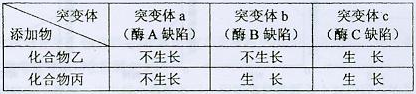 突变体 突变体a 突变体b 突变体c
添加物 （酶A缺陷） （酶B缺陷） （酶C缺陷）
化合物乙 不生长 不生长 生 长
化合物丙 不生长 生 长 生 长